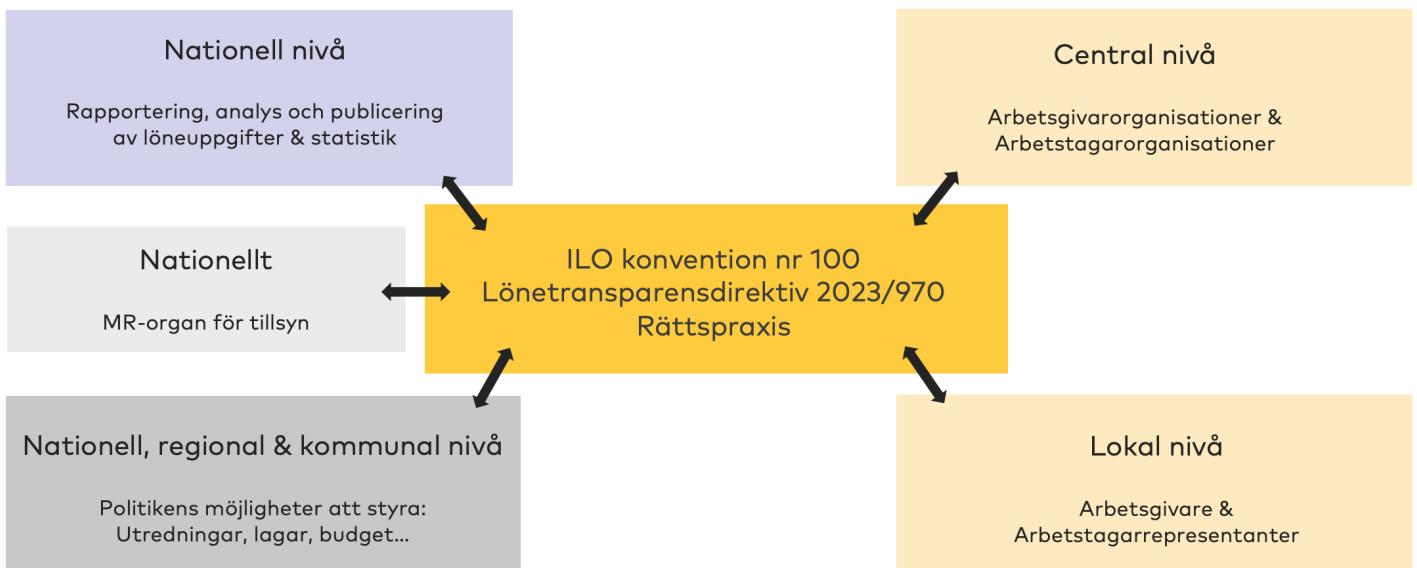 Nationell nivå
Rapportering, analys och publicering
av löneuppgifter & statistik
Central nivå
Arbetsgivarorganisationer &
Arbetstagarorganisationer
Nationellt
MR-organ för tillsyn
ILO konvention nr 100
Lönetransparensdirektiv 2023/970
Rättspraxis
Nationell, regional & kommunal nivå
Politikens möjligheter att styra:
Utredningar, lagar, budget...
Lokal nivå
Arbetsgivare &
Arbetstagarrepresentanter